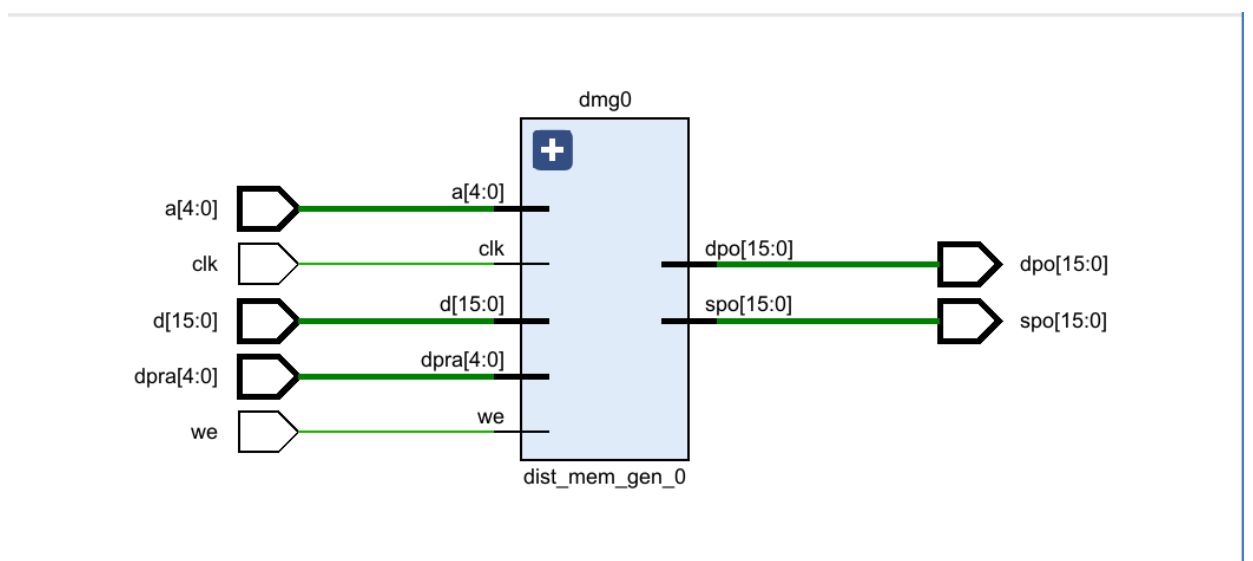 dmg0
a[4:0]
a[4:0]
clk
clk
dpo[15:0]
dpo[15:0]
d[15:0]
d[15:0]
spo[15:0]
spo[15:0]
dpra[4:0]
dpra[4:0]
we
we
dist_mem_gen_0